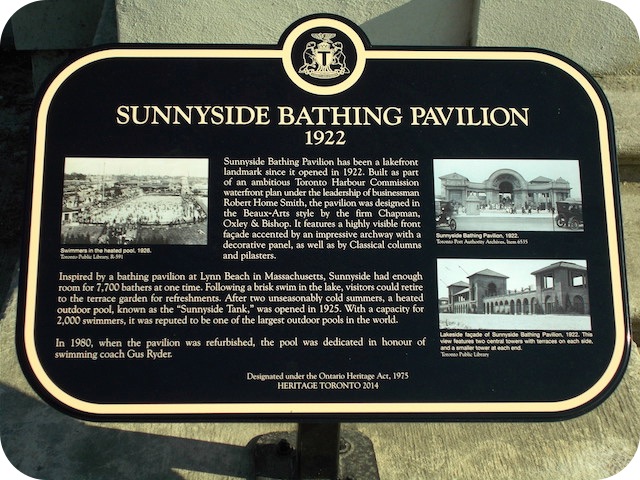 SUNNYSIDE BATHING PAVILION
1922
Sunnyside Bathing Pavilion has been a lakefront
landmark since it opened in 1922. Built as part
of an ambitious Toronto Harbour Commission
waterfront plan under the leadership of businessman
Robert Home Smith, the pavilion was designed in
the Beaux-Arts style by the firm Chapman,
Oxley & Bishop. It features a highly visible front
façade accented by an impressive archway with a
decorative panel, as well as by Classical columns
and pilasters.
Swimmers in the heated pool, 1926.
Toronto Public Library, R-591
Sunnyside Bathing Pavilion, 1922.
Toronto Port Authority Archives, Item 6535
Inspired by a bathing pavilion at Lynn Beach in Massachusetts, Sunnyside had enough
room for 7,700 bathers at one time. Following a brisk swim in the lake, visitors could retire
to the terrace garden for refreshments. After two unseasonably cold summers, a heated
outdoor pool, known as the “Sunnyside Tank,” was opened in 1925. With a capacity for
2,000 swimmers, it was reputed to be one of the largest outdoor pools in the world.
Lakeside façade of Sunnyside Bathing Pavilion, 1922. This
view features two central towers with terraces on each side,
and a smaller tower at each end.
Toronto Public Library
In 1980, when the pavilion was refurbished, the pool was dedicated in honour of
swimming coach Gus Ryder.
Designated under the Ontario Heritage Act, 1975
HERITAGE TORONTO 2014